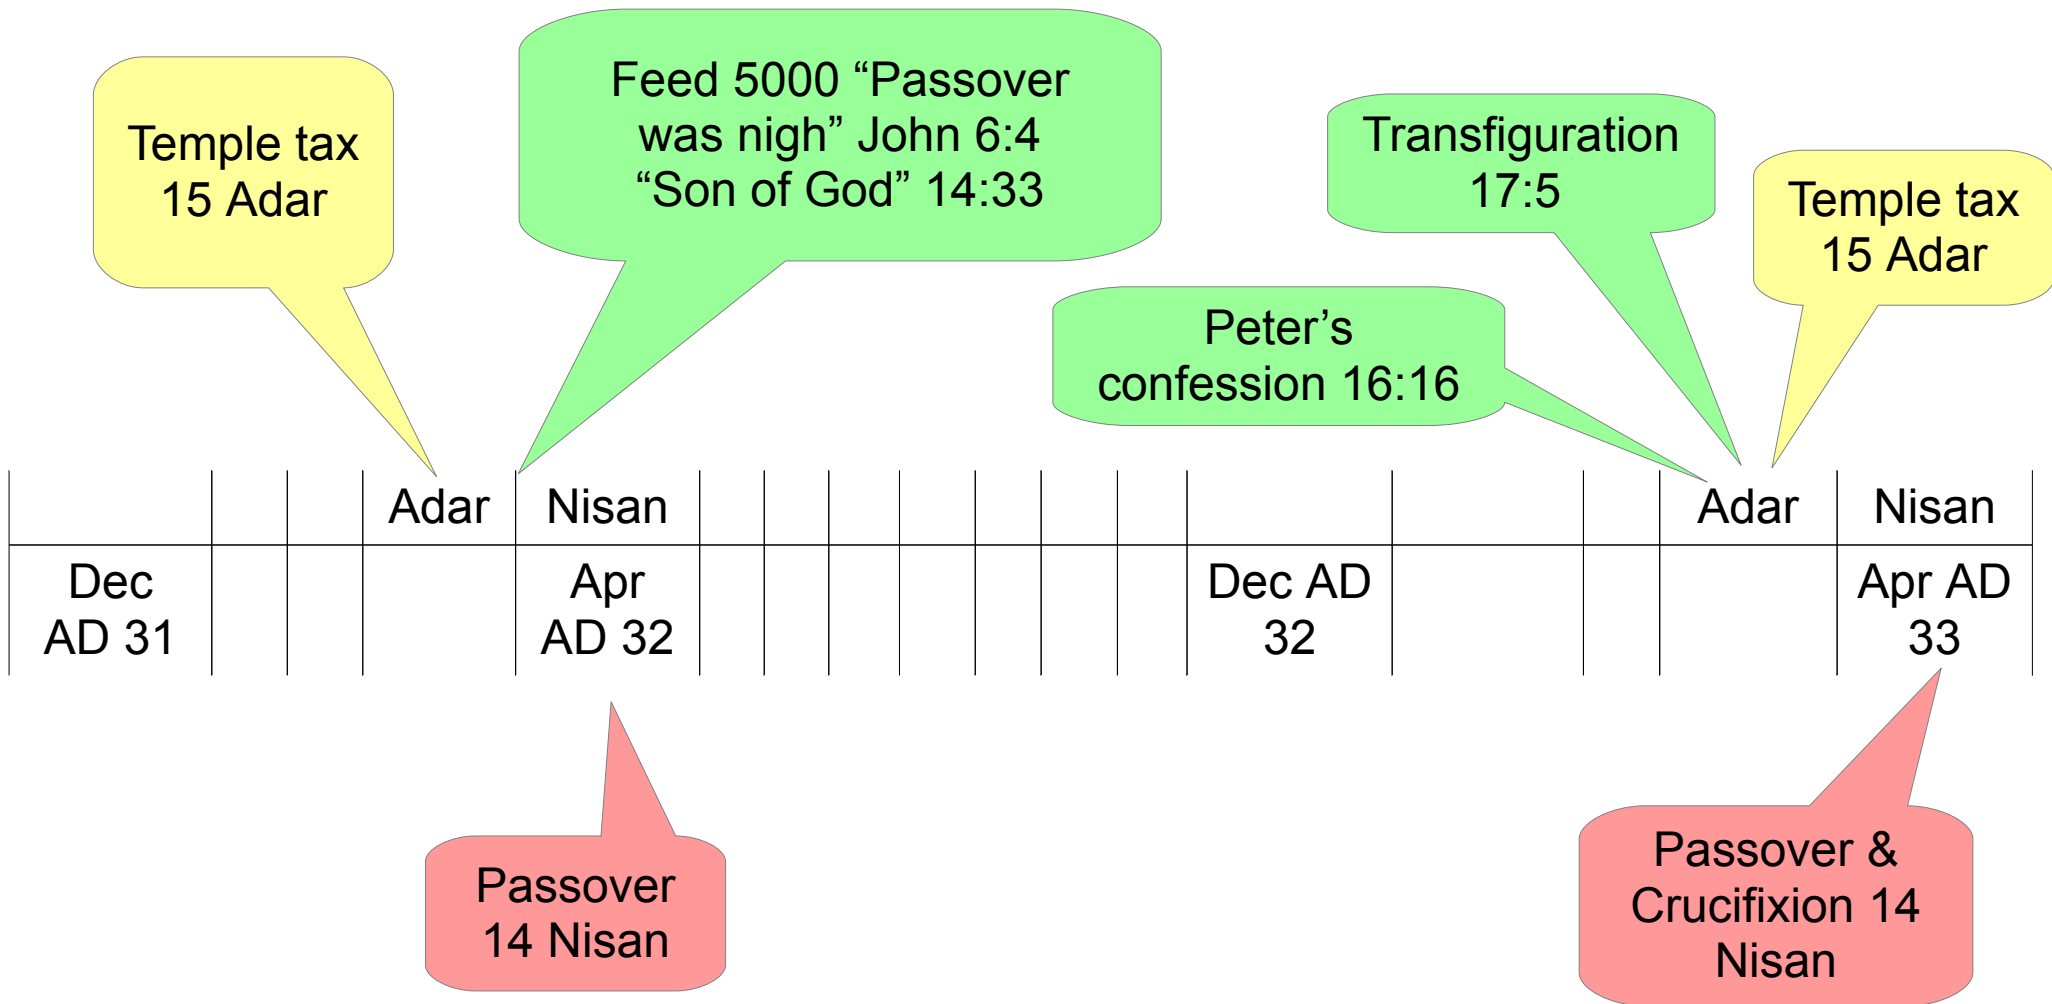 Temple tax
15 Adar
Feed 5000 “Passover
was nigh” John 6:4
“Son of God” 14:33
Transfiguration
17:5
Temple tax
15 Adar
Peter’s
confession 16:16
Adar
Nisan
Adar
Nisan
Dec
AD 31
Apr
AD 32
Dec AD
32
Apr AD
33
Passover
14 Nisan
Passover &
Crucifixion 14
Nisan